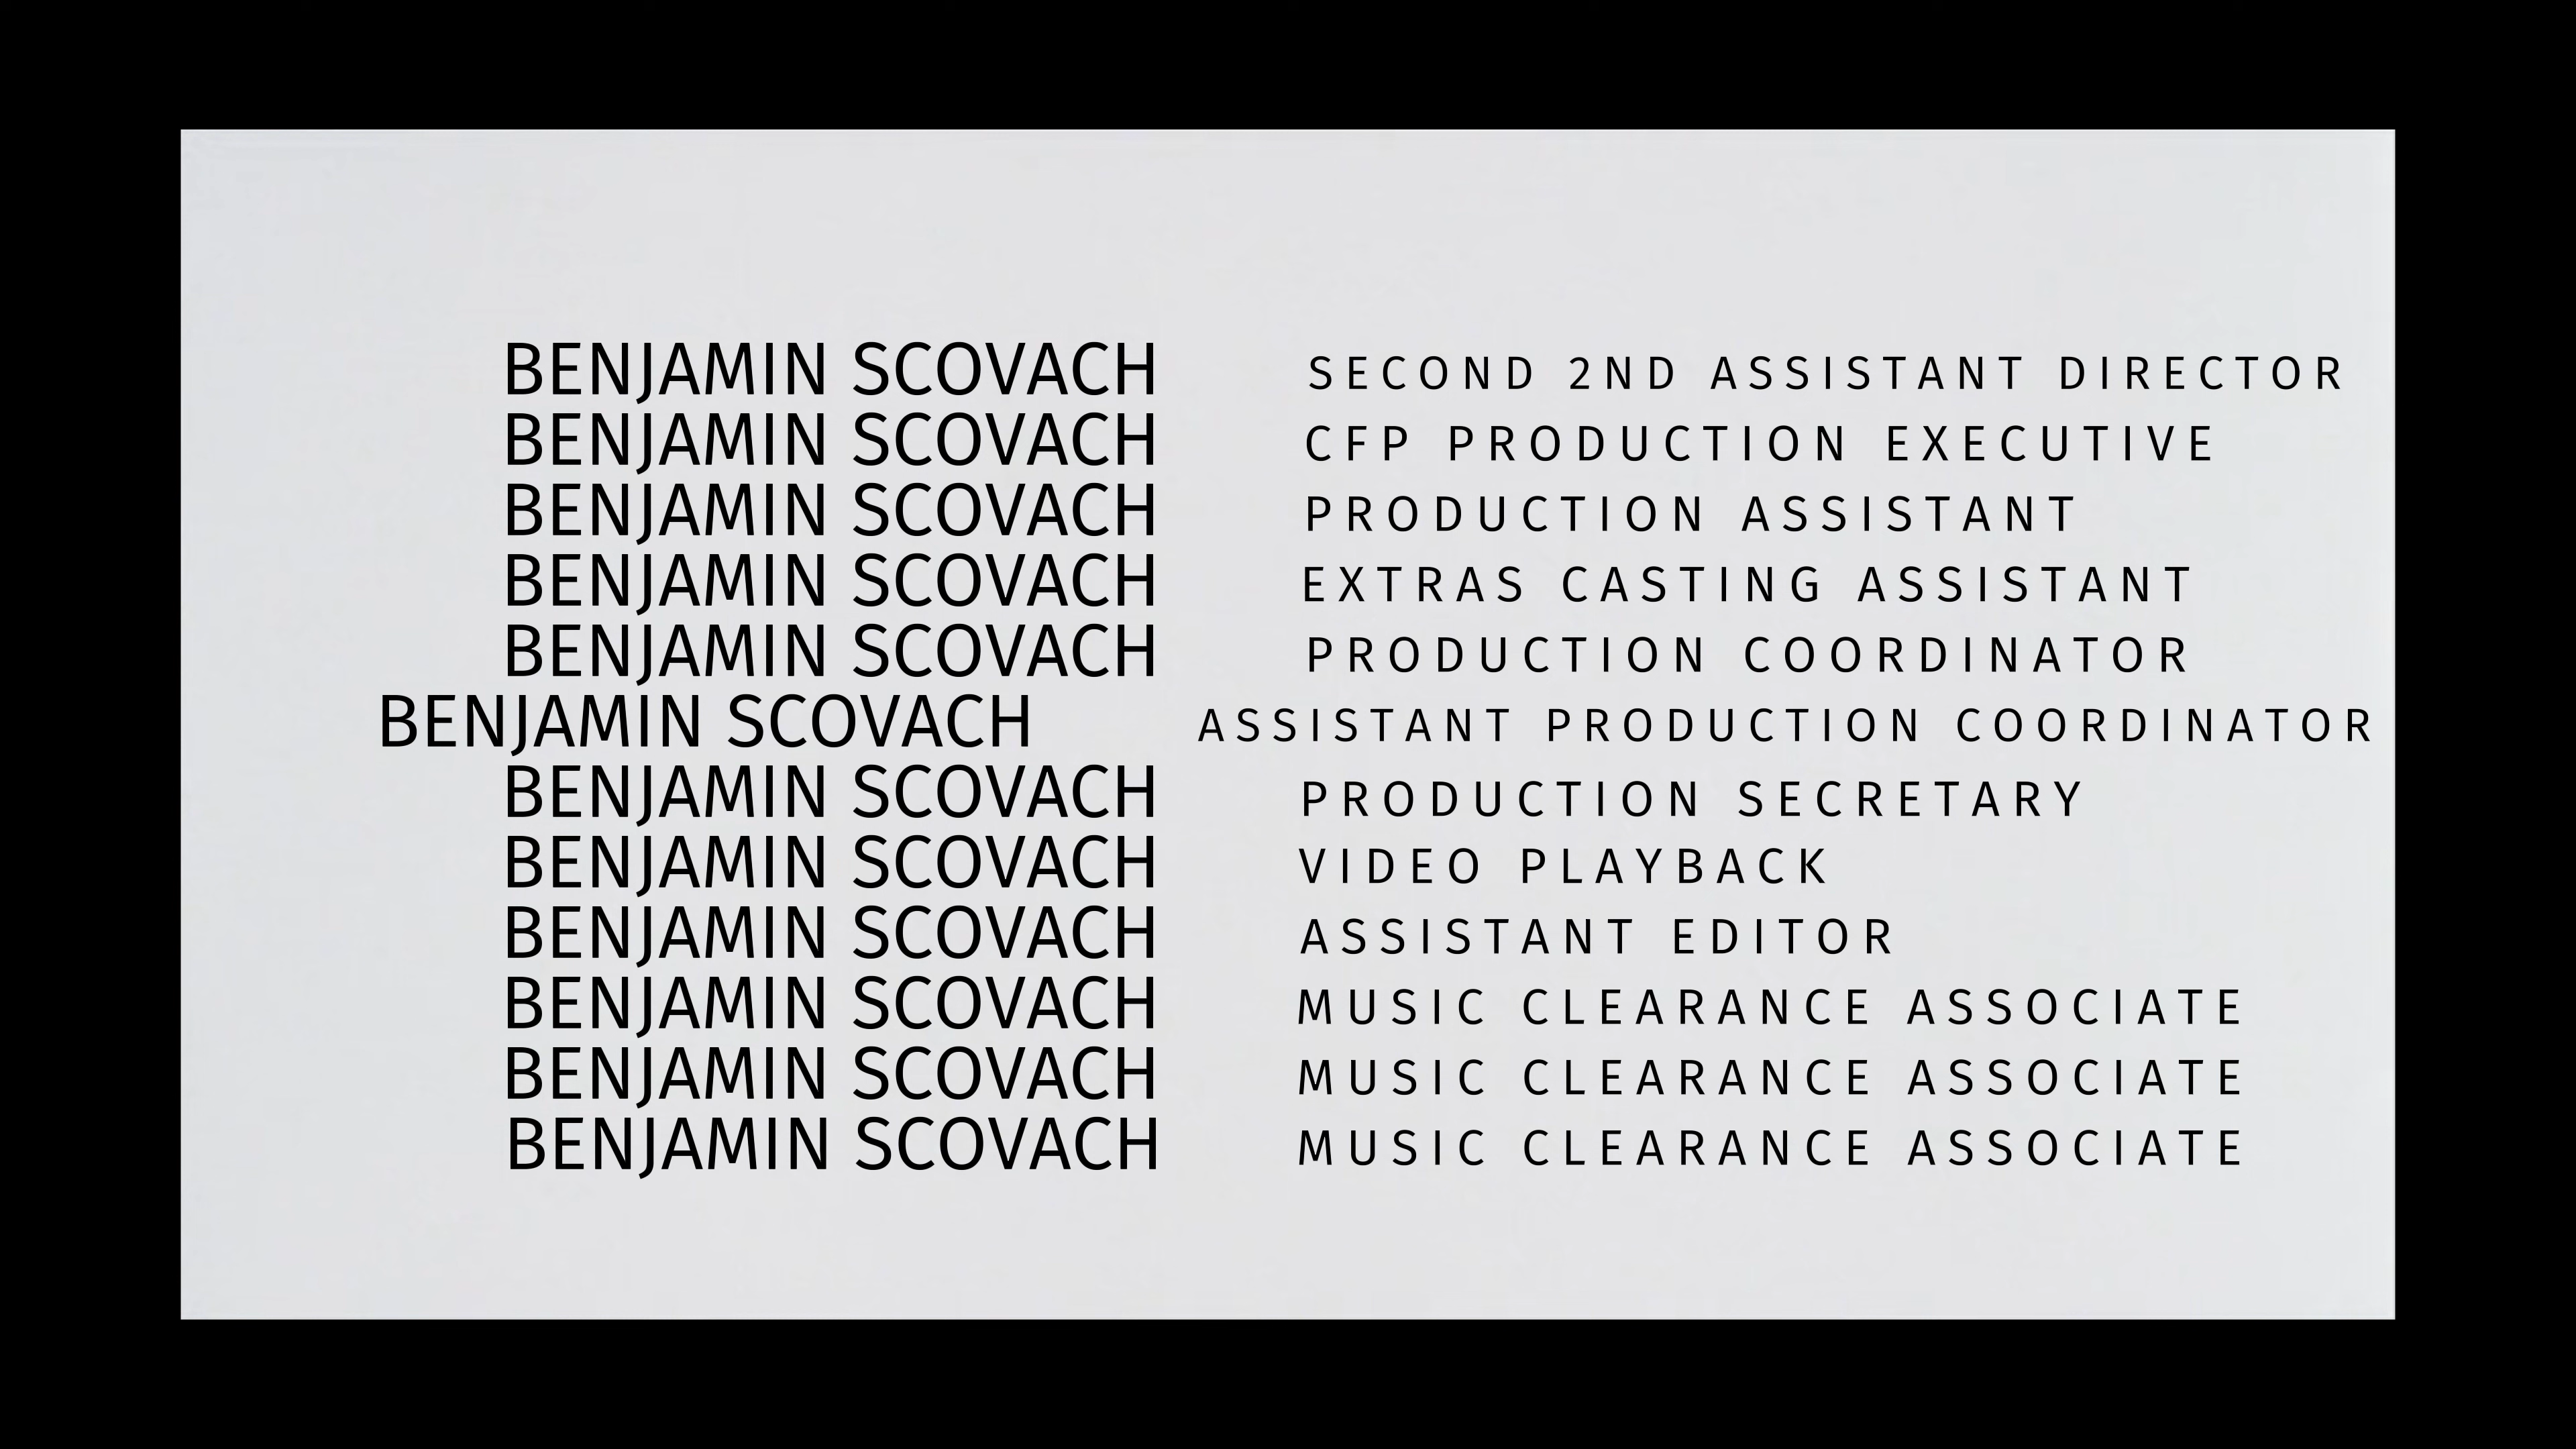 BENJAMIN SCOVACH SECOND 2ND ASSISTANT DIRECTOR
BENJAMIN SCOVACH CFP PRODUCTION EXECUTIVE
BENJAMIN SCOVACH PRODUCTION ASSISTANT
BENJAMIN SCOVACH EXTRAS CASTING ASSISTANT
BENJAMIN SCOVACH PRODUCTION COORDINATOR
BENJAMIN SCOVACH ASSISTANT PRODUCTION COORDINATOR
BENJAMIN SCOVACH PRODUCTION SECRETARY
BENJAMIN SCOVACH VIDEO PLAYBACK
BENJAMIN SCOVACH ASSISTANT EDITOR
BENJAMIN SCOVACH MUSIC CLEARANCE ASSOCIATE
BENJAMIN SCOVACH MUSIC CLEARANCE ASSOCIATE
BENJAMIN SCOVACH MUSIC CLEARANCE ASSOCIATE